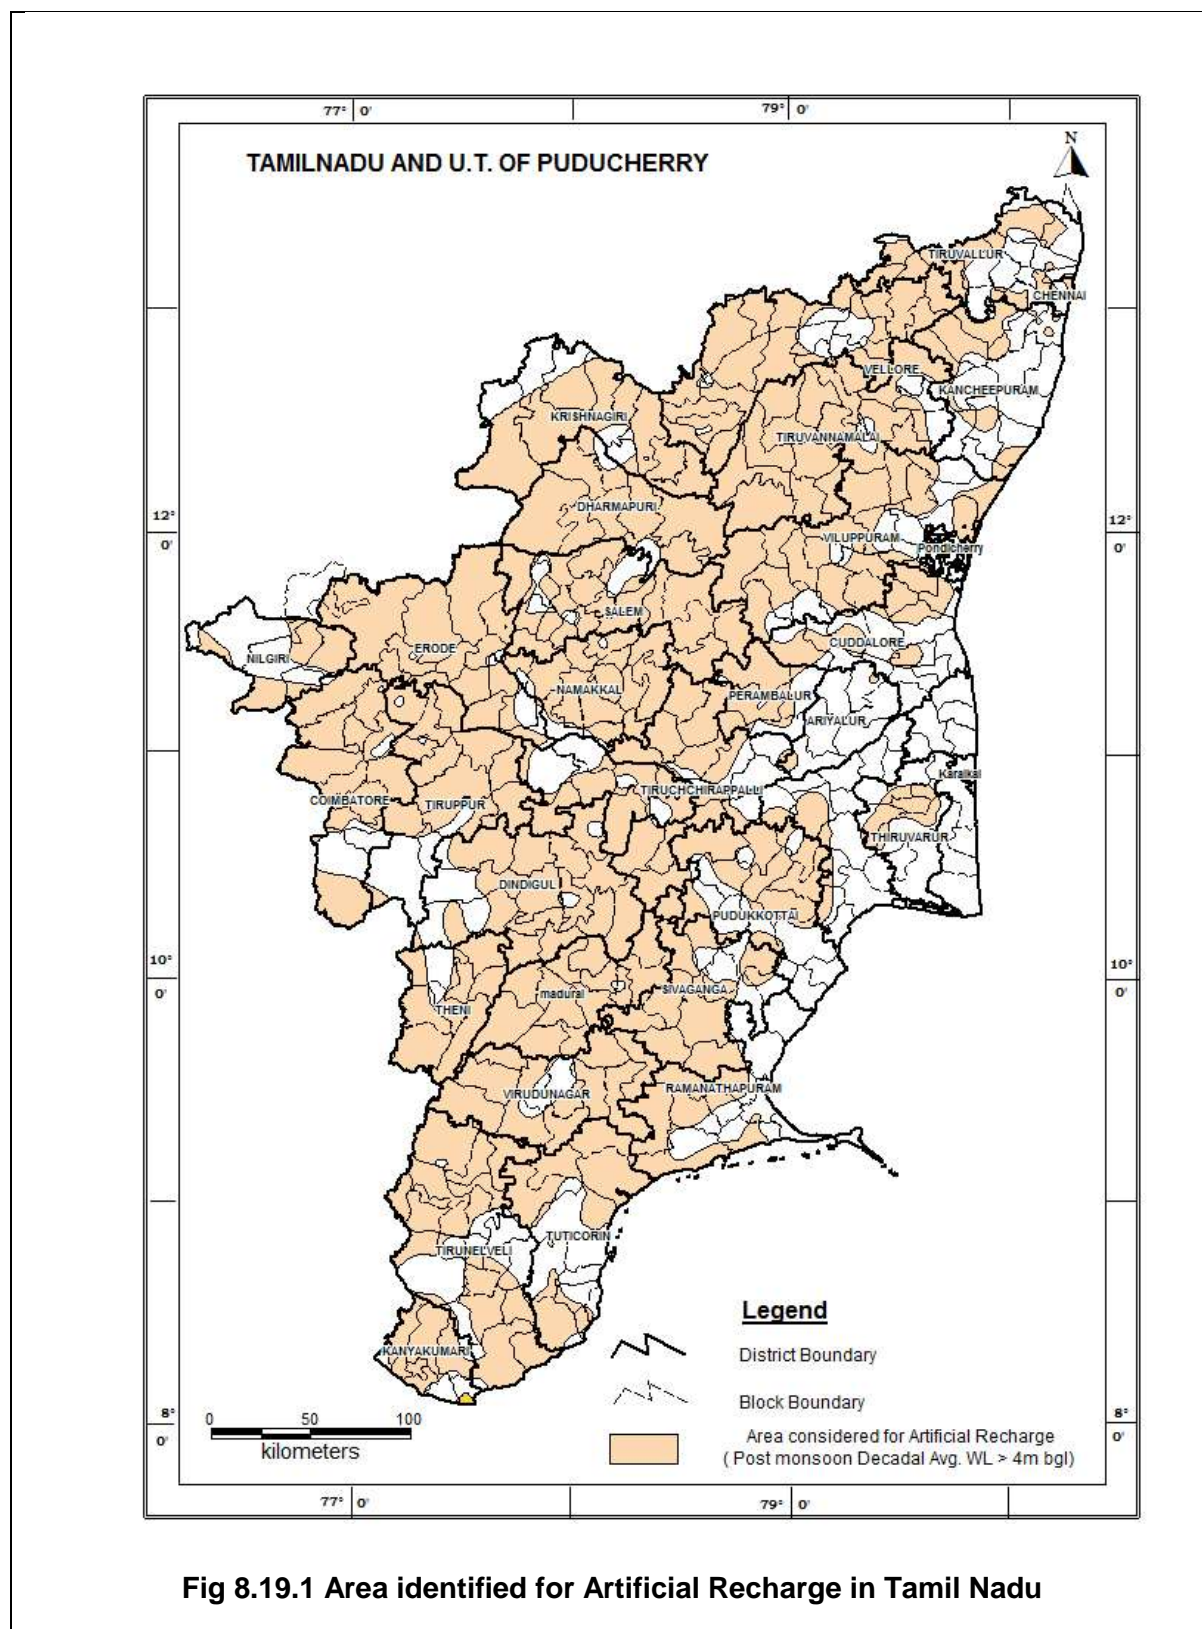 77° 0'
79° 0'
TAMILNADU AND U.T. OF PUDUCHERRY
N
TIRUVALLUR
CHENNAI
VELLORE
KANCHEEPURAM
KRISHNAGIRI
TIRUVANNAMALAI
DHARMAPURI
12°
0'
12°
0'
VILUPPURAM
Pondicherry
SALEM
CUDDALORE
ERODE
NILGIRI
NAMAKKAL
PERAMBALUR
ARIYALUR
Karaikal
TIRUCHCHIRAPPALLI
COIMBATORE
TIRUPPUR
THIRUVARUR
DINDIGUL
PUDUKKOTTAI
10°
0'
10°
0'
SIVAGANGA
madurai
THENI
RAMANATHAPURAM
VIRUDUNAGAR
TUTICORIN
TIRUNELVELI
KANYAKUMARI
Legend
District Boundary
Block Boundary
Area considered for Artificial Recharge
( Post monsoon Decadal Avg. WL > 4m bgl)
8°
0'
8°
0'
0 50 100
kilometers
77° 0'
79° 0'
Fig 8.19.1 Area identified for Artificial Recharge in Tamil Nadu